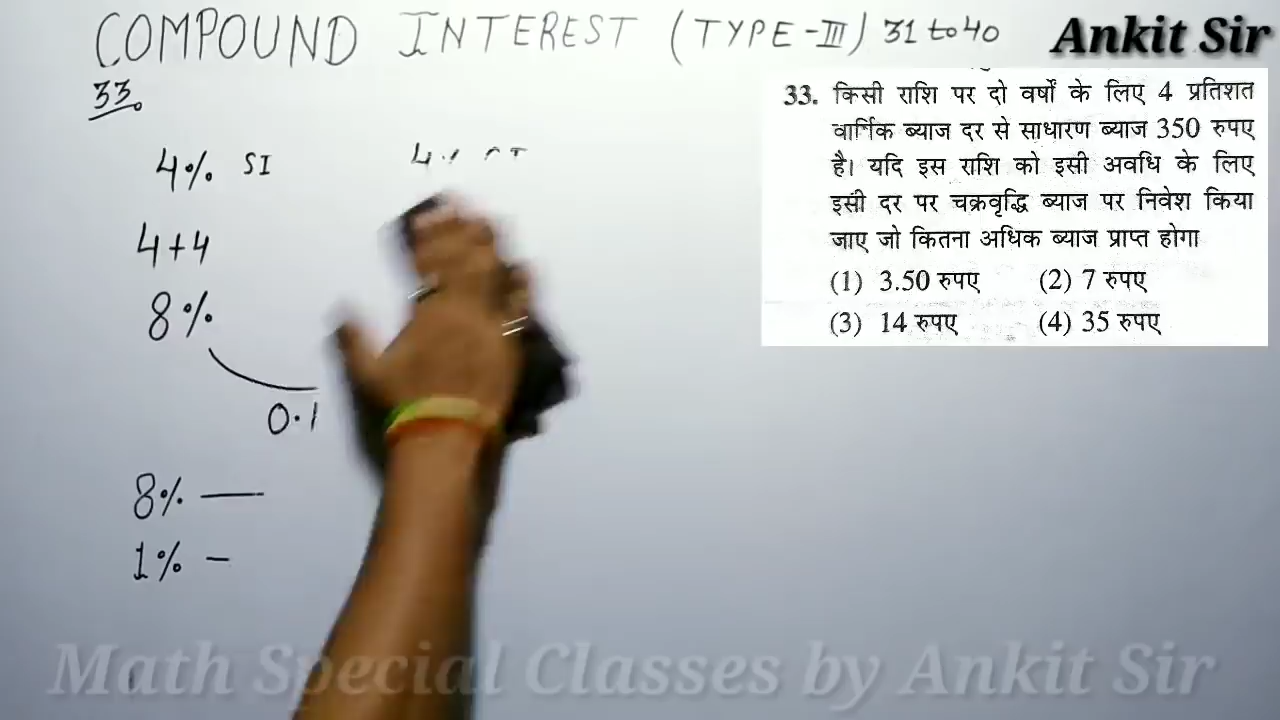 COMPOUND INTEREST (TYPE-III) 31 to 40
Ankit Sir
33.
4% SI
4+4
8%
0.1
8% —
1% –
33. किसी राशि पर दो वर्षों के लिए 4 प्रतिशत
वार्षिक ब्याज दर से साधारण ब्याज 350 रुपए
है। यदि इस राशि को इसी अवधि के लिए
इसी दर पर चक्रवृद्धि ब्याज पर निवेश किया
जाए जो कितना अधिक ब्याज प्राप्त होगा
(1) 3.50 रुपए (2) 7 रुपए
(3) 14 रुपए (4) 35 रुपए
Math Special Classes by Ankit Sir